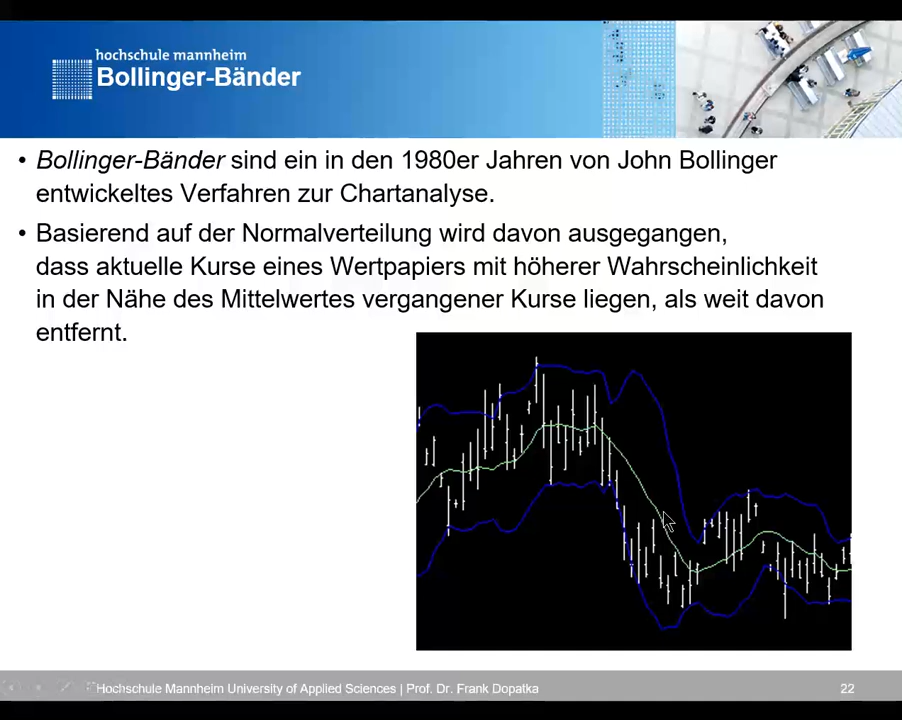 hochschule mannheim
Bollinger-Bänder
• Bollinger-Bänder sind ein in den 1980er Jahren von John Bollinger
entwickeltes Verfahren zur Chartanalyse.
• Basierend auf der Normalverteilung wird davon ausgegangen,
dass aktuelle Kurse eines Wertpapiers mit höherer Wahrscheinlichkeit
in der Nähe des Mittelwertes vergangener Kurse liegen, als weit davon
entfernt.
Hochschule Mannheim University of Applied Sciences | Prof. Dr. Frank Dopatka
22